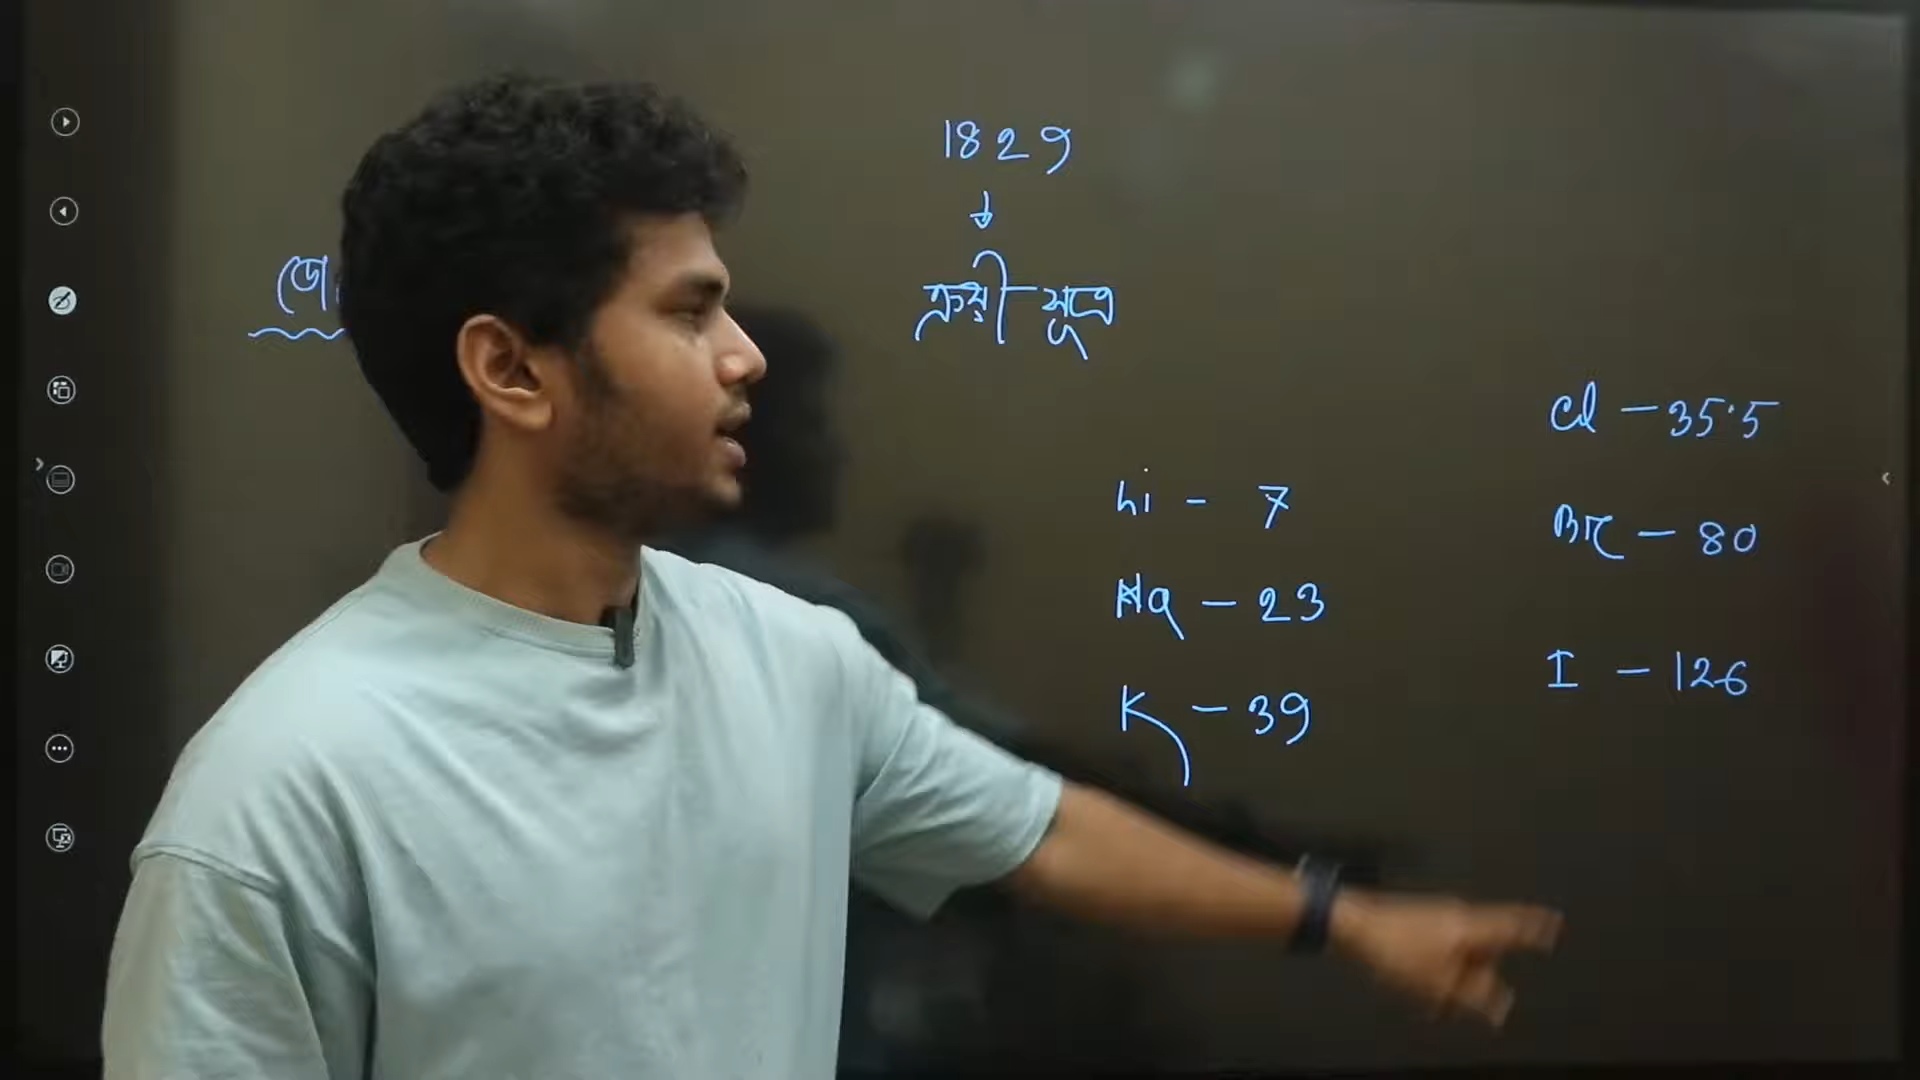 1829
ত্রয়ী সূত্র
Li - 7
Na - 23
K - 39
Cl - 35.5
Br - 80
I - 126